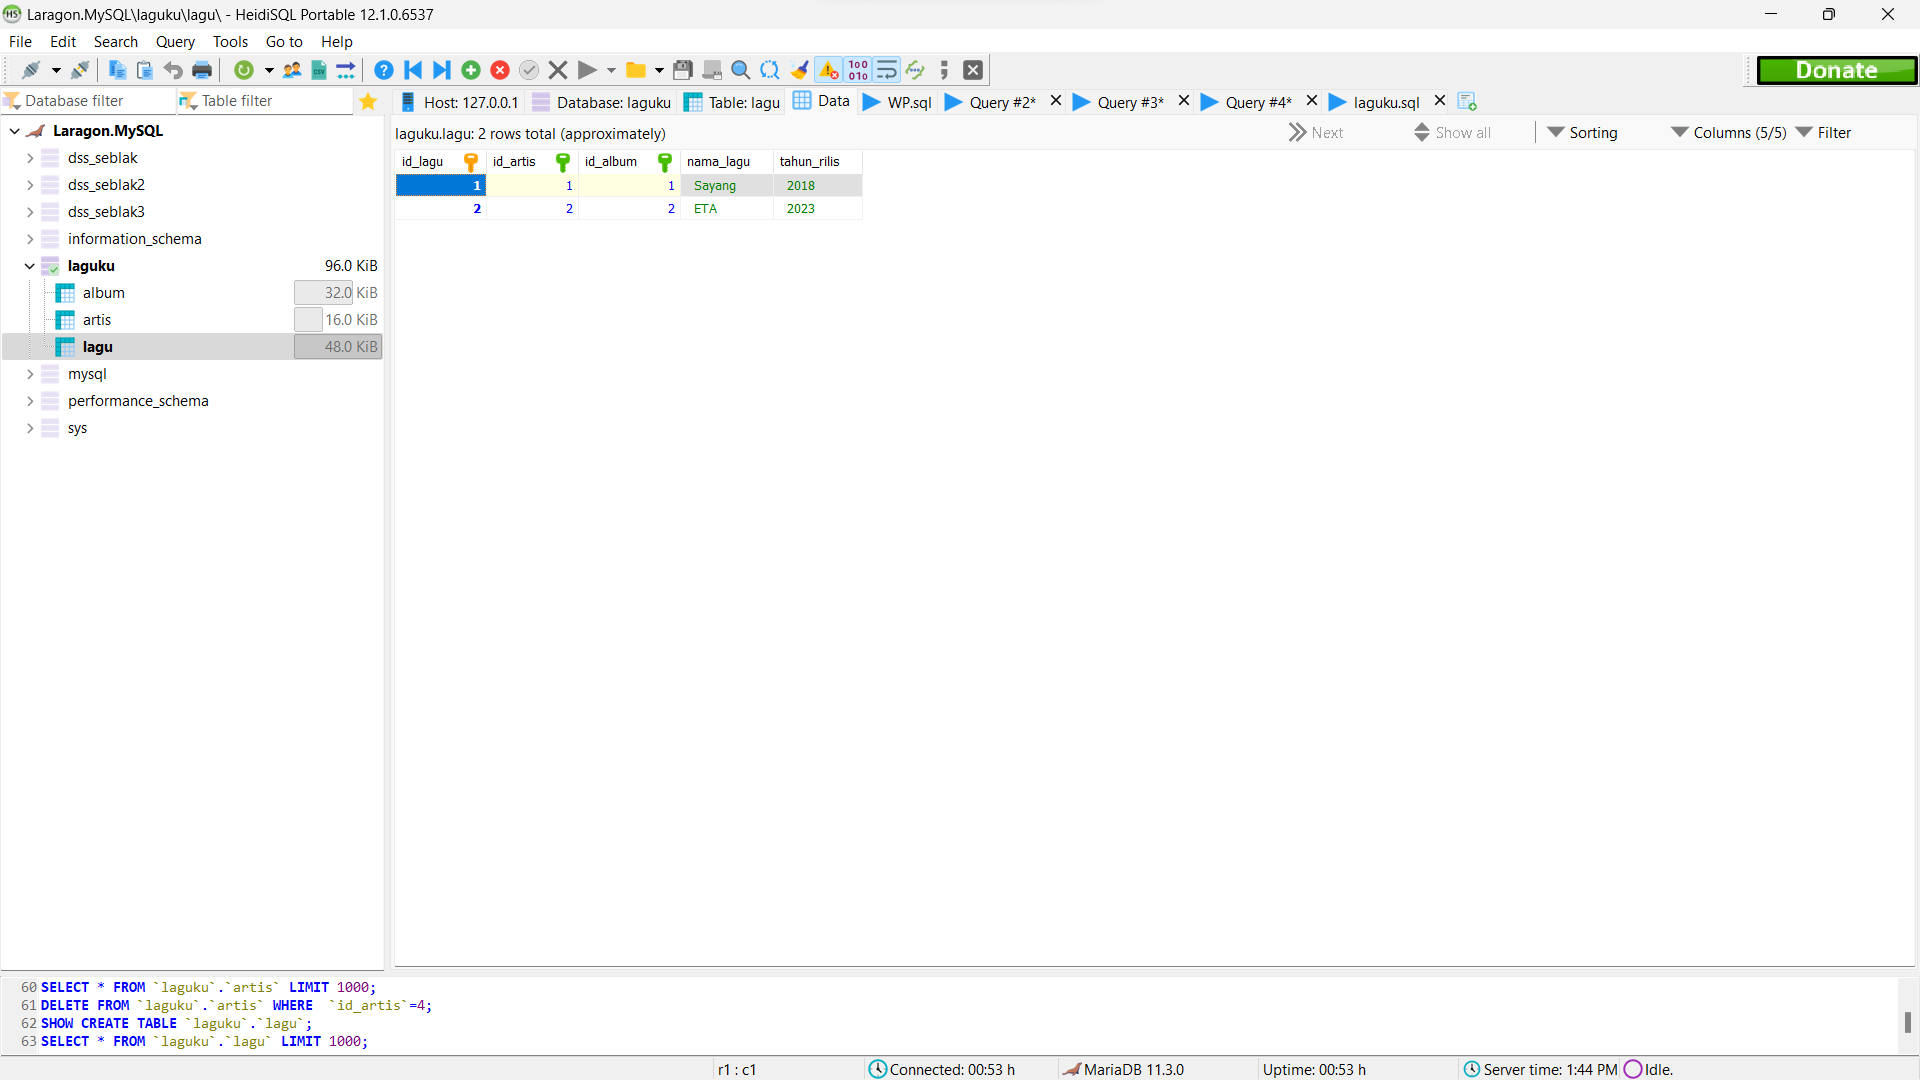 Laragon.MySQL\laguku\lagu\ - HeidiSQL Portable 12.1.0.6537
File Edit Search Query Tools Go to Help
Donate
Database filter Table filter
Host: 127.0.0.1 Database: laguku Table: lagu Data WP.sql Query #2* Query #3* Query #4* laguku.sql
laguku.lagu: 2 rows total (approximately) Next Show all Sorting Columns (5/5) Filter
Laragon.MySQL
dss_seblak
dss_seblak2
dss_seblak3
information_schema
laguku 96.0 KiB
album 32.0 KiB
artis 16.0 KiB
lagu 48.0 KiB
mysql
performance_schema
sys
id_lagu id_artis id_album nama_lagu tahun_rilis
1 1 1 Sayang 2018
2 2 2 ETA 2023
60 SELECT * FROM `laguku`.`artis` LIMIT 1000;
61 DELETE FROM `laguku`.`artis` WHERE  `id_artis`=4;
62 SHOW CREATE TABLE `laguku`.`lagu`;
63 SELECT * FROM `laguku`.`lagu` LIMIT 1000;
r1 : c1 Connected: 00:53 h MariaDB 11.3.0 Uptime: 00:53 h Server time: 1:44 PM Idle.